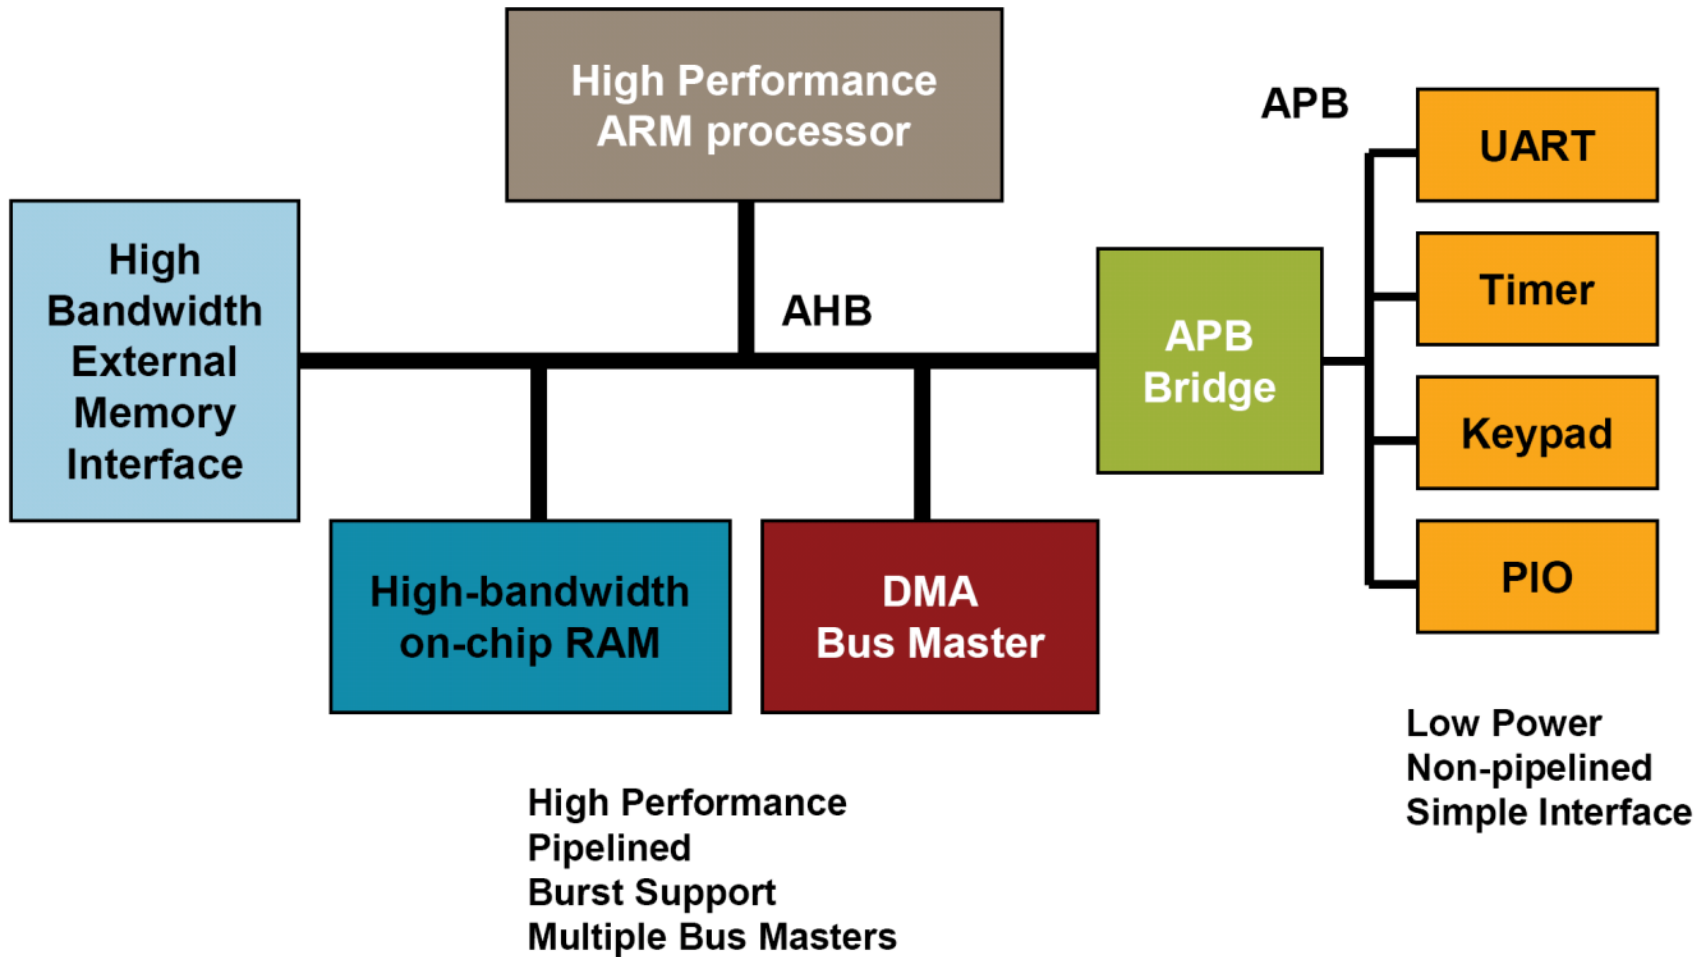 High Performance
ARM processor
APB
UART
High
Bandwidth
External
Memory
Interface
AHB
APB
Bridge
Timer
Keypad
High-bandwidth
on-chip RAM
DMA
Bus Master
PIO
Low Power
Non-pipelined
Simple Interface
High Performance
Pipelined
Burst Support
Multiple Bus Masters